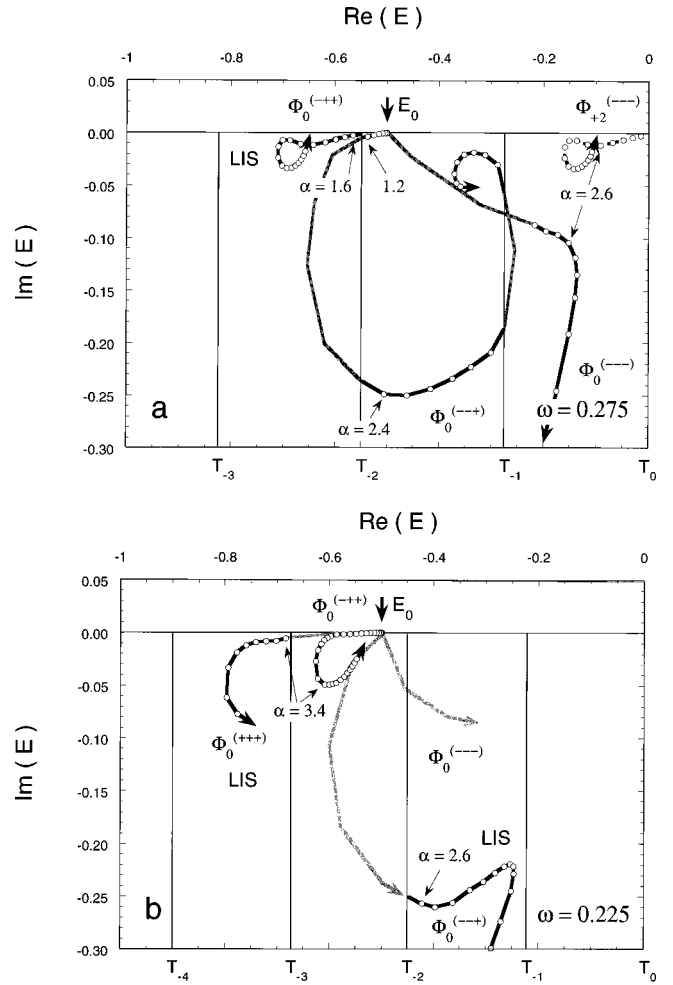 Re ( E )
-1 -0.8 -0.6 -0.4 -0.2 0
0.05
0.00
-0.05
-0.10
-0.15
-0.20
-0.25
-0.30
Im ( E )
Φ₀⁽⁻⁺⁺⁾
E₀
Φ₊₂⁽⁻⁻⁻⁾
LIS
α = 1.6
1.2
α = 2.6
Φ₀⁽⁻⁻⁻⁾
α = 2.4
Φ₀⁽⁻⁻⁺⁾
ω = 0.275
a
T₋₃ T₋₂ T₋₁ T₀
Re ( E )
-1 -0.8 -0.6 -0.4 -0.2 0
0.05
0.00
-0.05
-0.10
-0.15
-0.20
-0.25
-0.30
Im ( E )
Φ₀⁽⁻⁺⁺⁾
E₀
α = 3.4
Φ₀⁽⁺⁺⁺⁾
LIS
Φ₀⁽⁻⁻⁻⁾
LIS
α = 2.6
Φ₀⁽⁻⁻⁺⁾
ω = 0.225
b
T₋₄ T₋₃ T₋₂ T₋₁ T₀